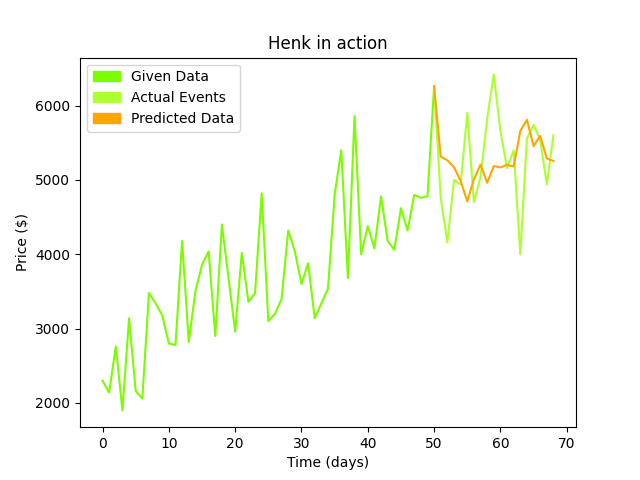 Henk in action
Given Data
Actual Events
Predicted Data
Price ($)
6000
5000
4000
3000
2000
0 10 20 30 40 50 60 70
Time (days)